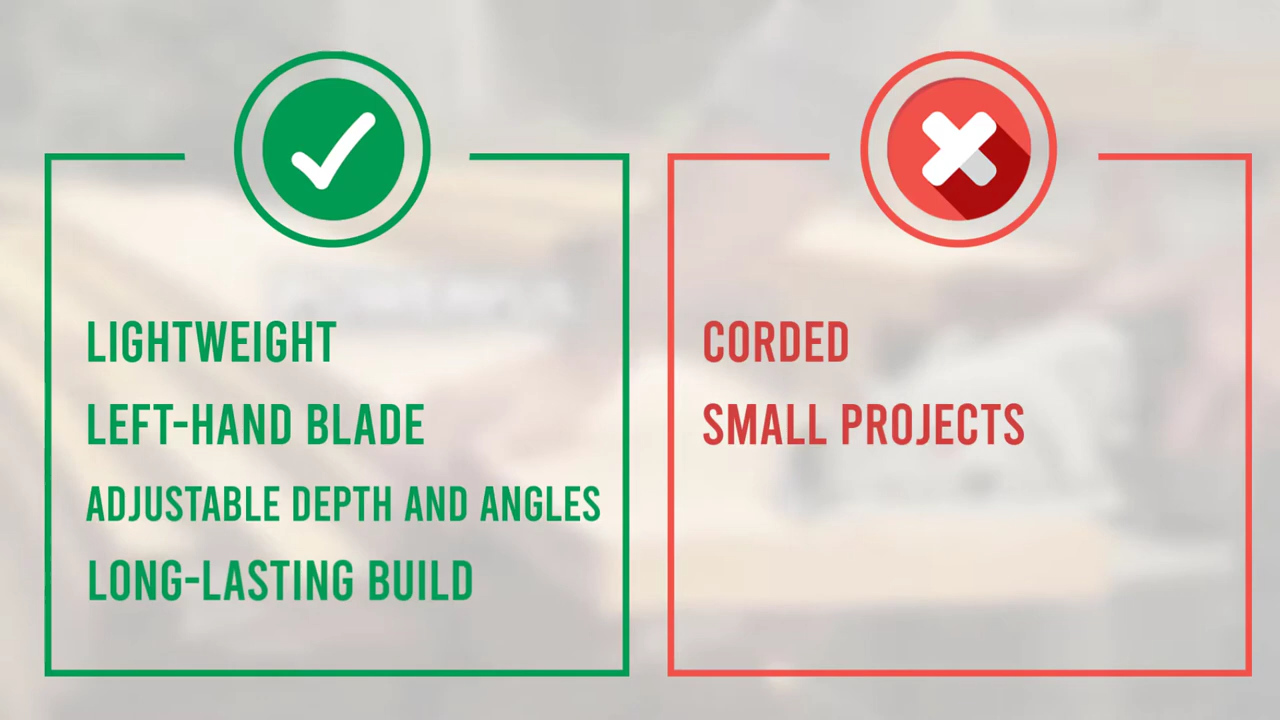 LIGHTWEIGHT
LEFT-HAND BLADE
ADJUSTABLE DEPTH AND ANGLES
LONG-LASTING BUILD
CORDED
SMALL PROJECTS